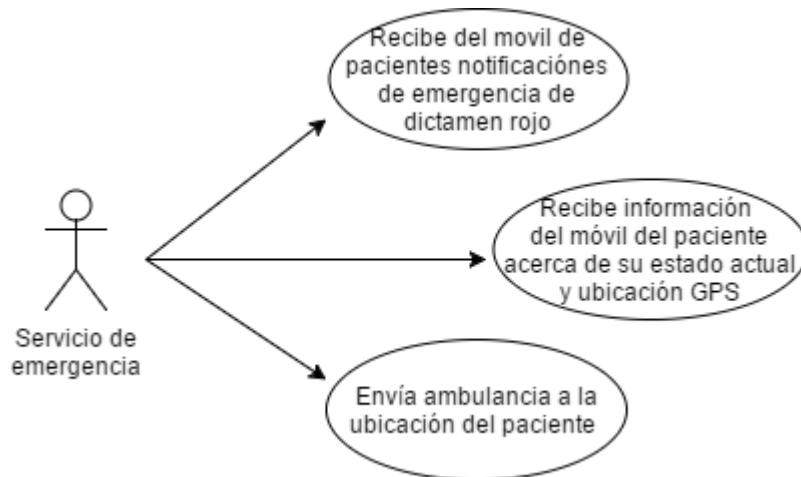 Recibe del movil de
pacientes notificaciónes
de emergencia de
dictamen rojo
Recibe información
del móvil del paciente
acerca de su estado actual
y ubicación GPS
Servicio de
emergencia
Envía ambulancia a la
ubicación del paciente